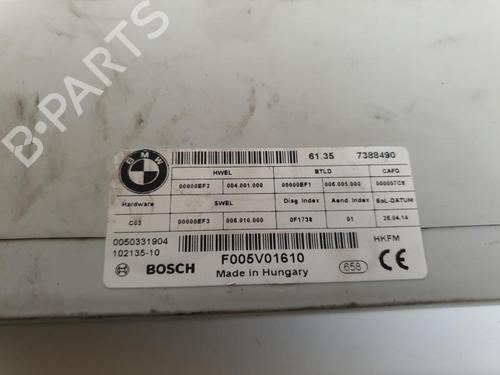 BMW
61.35 7388490
HWEL BTLD CAFD
00000EF2 004.001.000 00000EF1 006.005.000 000007C8
Hardware SWEL Diag.Index Aend.Index SoL-DATUM
C03 00000EF3 006.010.000 0F1738 01 26.04.14
0050331904
102135-10
HKFM
BOSCH F005V01610
Made in Hungary 658 CE
B-PARTS